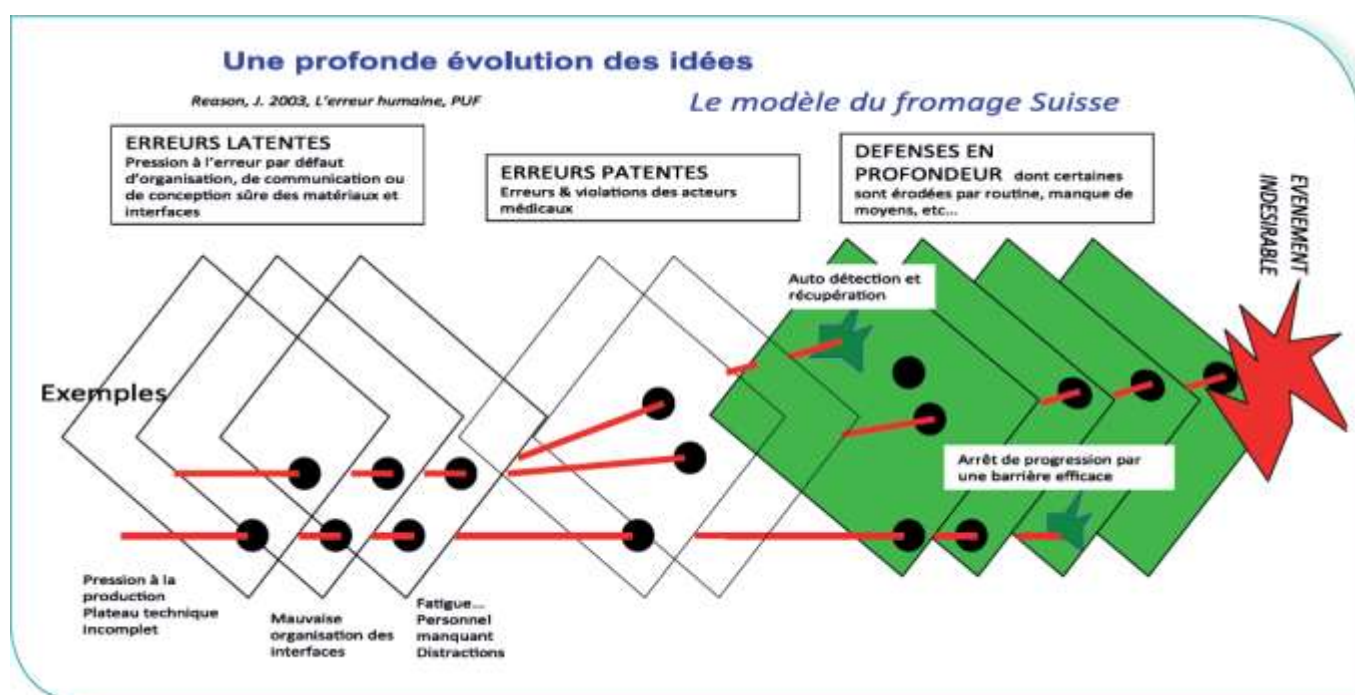 Une profonde évolution des idées
Reason, J. 2003, L'erreur humaine, PUF
Le modèle du fromage Suisse
ERREURS LATENTES
Pression à l'erreur par défaut
d'organisation, de communication ou
de conception sûre des matériaux et
interfaces
ERREURS PATENTES
Erreurs & violations des acteurs
médicaux
DEFENSES EN
PROFONDEUR dont certaines
sont érodées par routine, manque de
moyens, etc...
EVENEMENT
INDESIRABLE
Auto détection et
récupération
Exemples
Arrêt de progression par
une barrière efficace
Pression à la
production
Plateau technique
Incomplet
Mauvaise
organisation des
interfaces
Fatigue...
Personnel
manquant
Distractions